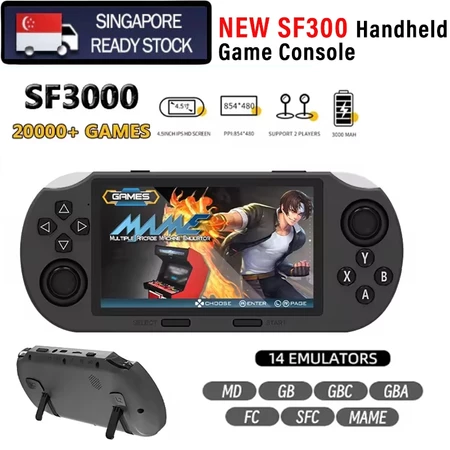 SINGAPORE
READY STOCK
NEW SF300 Handheld
Game Console
SF3000
20000+ GAMES
4.5"
854*480
4.5INCH IPS HD SCREEN
PPI:854*480
SUPPORT 2 PLAYERS
3000 MAH
GAMES
MAME
MULTIPLE ARCADE MACHINE EMULATOR
CHOOSE
ENTER
PAGE
Y
X
B
A
SELECT
START
14 EMULATORS
MD
GB
GBC
GBA
FC
SFC
MAME